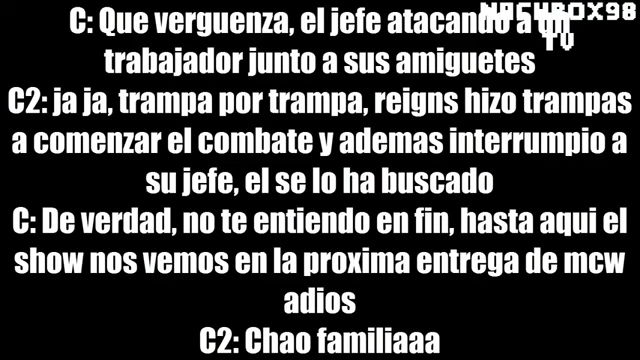 NACHBOX98
TV
C: Que verguenza, el jefe atacando a un
trabajador junto a sus amiguetes
C2: ja ja, trampa por trampa, reigns hizo trampas
a comenzar el combate y ademas interrumpio a
su jefe, el se lo ha buscado
C: De verdad, no te entiendo en fin, hasta aqui el
show nos vemos en la proxima entrega de mcw
adios
C2: Chao familiaaa